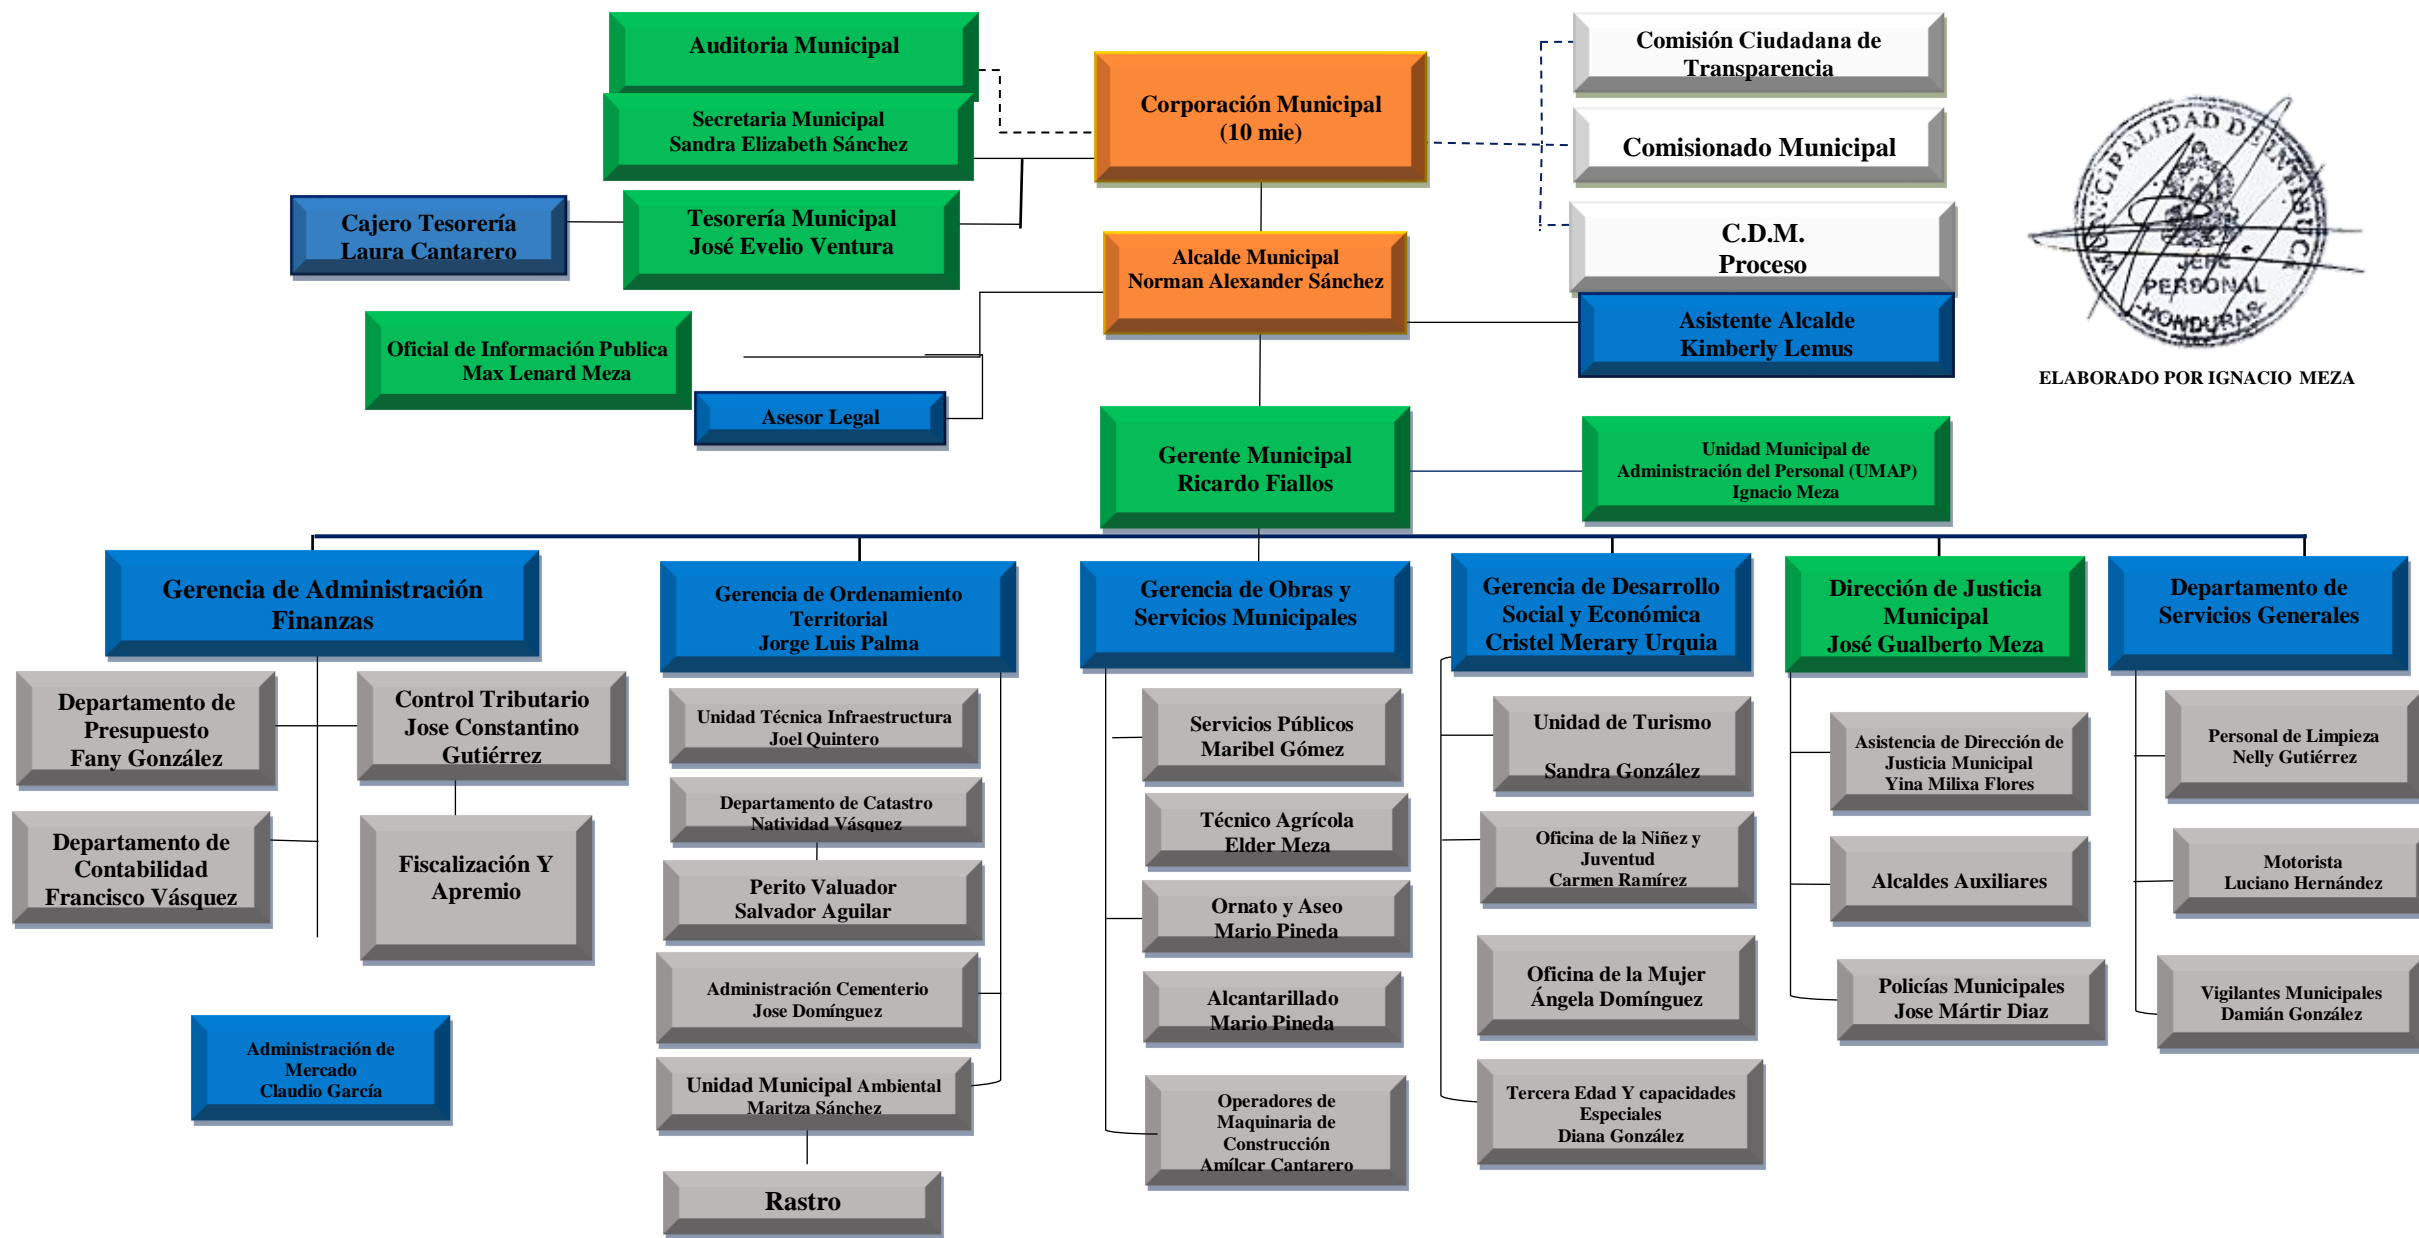 Auditoria Municipal
Secretaria Municipal
Sandra Elizabeth Sánchez
Corporación Municipal
(10 mie)
Comisión Ciudadana de
Transparencia
Comisionado Municipal
C.D.M.
Proceso
MUNICIPALIDAD DE INTIBUCA
JEFE
PERSONAL
HONDURAS
ELABORADO POR IGNACIO MEZA
Cajero Tesorería
Laura Cantarero
Tesorería Municipal
José Evelio Ventura
Alcalde Municipal
Norman Alexander Sánchez
Asistente Alcalde
Kimberly Lemus
Oficial de Información Publica
Max Lenard Meza
Asesor Legal
Gerente Municipal
Ricardo Fiallos
Unidad Municipal de
Administración del Personal (UMAP)
Ignacio Meza
Gerencia de Administración
Finanzas
Departamento de
Presupuesto
Fany González
Control Tributario
Jose Constantino
Gutiérrez
Departamento de
Contabilidad
Francisco Vásquez
Fiscalización Y
Apremio
Administración de
Mercado
Claudio García
Gerencia de Ordenamiento
Territorial
Jorge Luis Palma
Unidad Técnica Infraestructura
Joel Quintero
Departamento de Catastro
Natividad Vásquez
Perito Valuador
Salvador Aguilar
Administración Cementerio
Jose Domínguez
Unidad Municipal Ambiental
Maritza Sánchez
Rastro
Gerencia de Obras y
Servicios Municipales
Servicios Públicos
Maribel Gómez
Técnico Agrícola
Elder Meza
Ornato y Aseo
Mario Pineda
Alcantarillado
Mario Pineda
Operadores de
Maquinaria de
Construcción
Amílcar Cantarero
Gerencia de Desarrollo
Social y Económica
Cristel Merary Urquia
Unidad de Turismo
Sandra González
Oficina de la Niñez y
Juventud
Carmen Ramírez
Oficina de la Mujer
Ángela Domínguez
Tercera Edad Y capacidades
Especiales
Diana González
Dirección de Justicia
Municipal
José Gualberto Meza
Asistencia de Dirección de
Justicia Municipal
Yina Milixa Flores
Alcaldes Auxiliares
Policías Municipales
Jose Mártir Diaz
Departamento de
Servicios Generales
Personal de Limpieza
Nelly Gutiérrez
Motorista
Luciano Hernández
Vigilantes Municipales
Damián González